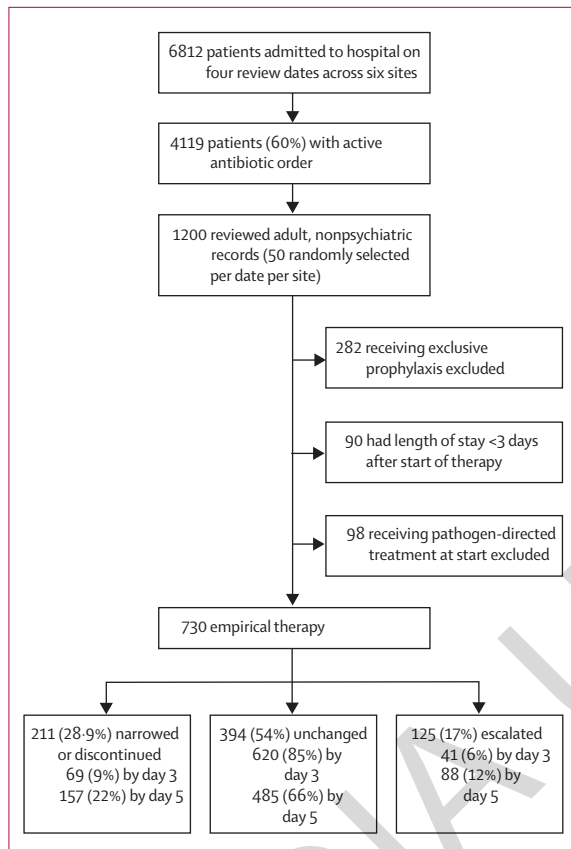 6812 patients admitted to hospital on
four review dates across six sites
4119 patients (60%) with active
antibiotic order
1200 reviewed adult, nonpsychiatric
records (50 randomly selected
per date per site)
282 receiving exclusive
prophylaxis excluded
90 had length of stay <3 days
after start of therapy
98 receiving pathogen-directed
treatment at start excluded
730 empirical therapy
211 (28·9%) narrowed
or discontinued
69 (9%) by day 3
157 (22%) by day 5
394 (54%) unchanged
620 (85%) by
day 3
485 (66%) by
day 5
125 (17%) escalated
41 (6%) by day 3
88 (12%) by
day 5